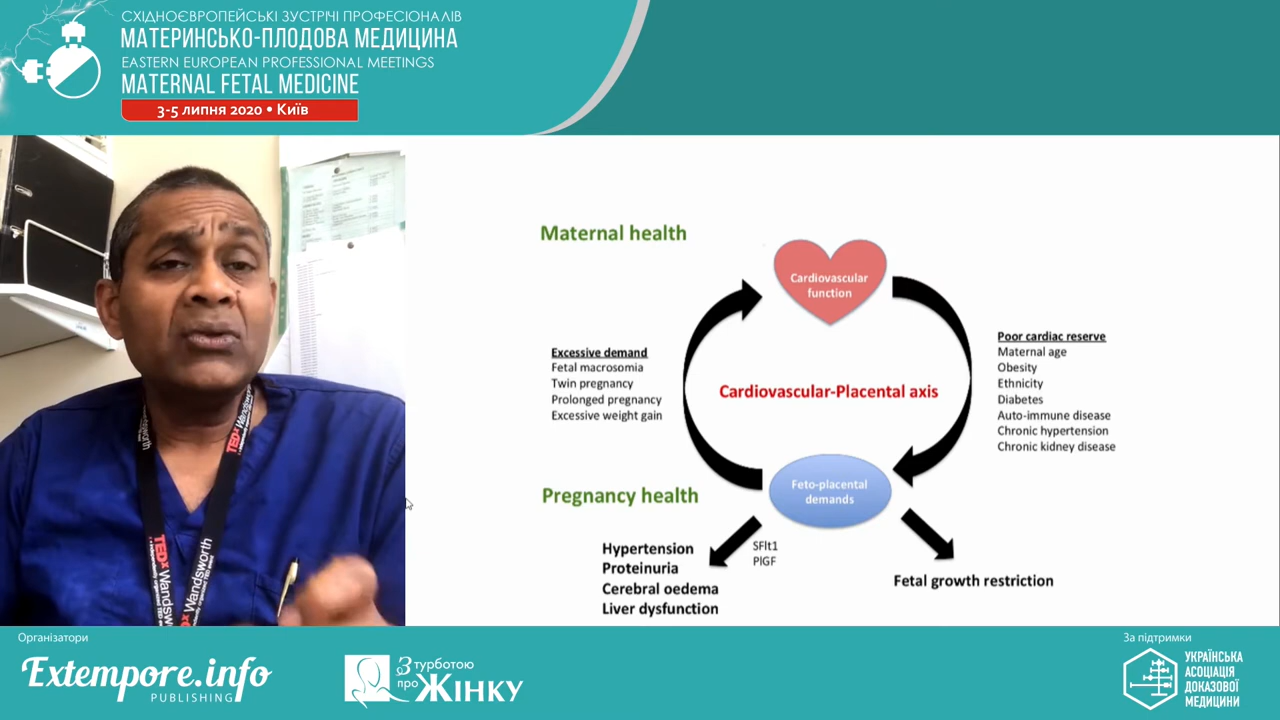 СХІДНОЄВРОПЕЙСЬКІ ЗУСТРІЧІ ПРОФЕСІОНАЛІВ
МАТЕРИНСЬКО-ПЛОДОВА МЕДИЦИНА
EASTERN EUROPEAN PROFESSIONAL MEETINGS
MATERNAL FETAL MEDICINE
3-5 липня 2020 • Київ
Maternal health
Cardiovascular
function
Excessive demand
Fetal macrosomia
Twin pregnancy
Prolonged pregnancy
Excessive weight gain
Cardiovascular-Placental axis
Poor cardiac reserve
Maternal age
Obesity
Ethnicity
Diabetes
Auto-immune disease
Chronic hypertension
Chronic kidney disease
Pregnancy health
Feto-placental
demands
Hypertension
Proteinuria
Cerebral oedema
Liver dysfunction
SFlt1
PlGF
Fetal growth restriction
TEDx
TEDxWandsworth
Організатори
Extempore.info
PUBLISHING
З турботою
про ЖІНКУ
За підтримки
УКРАЇНСЬКА
АСОЦІАЦІЯ
ДОКАЗОВОЇ
МЕДИЦИНИ